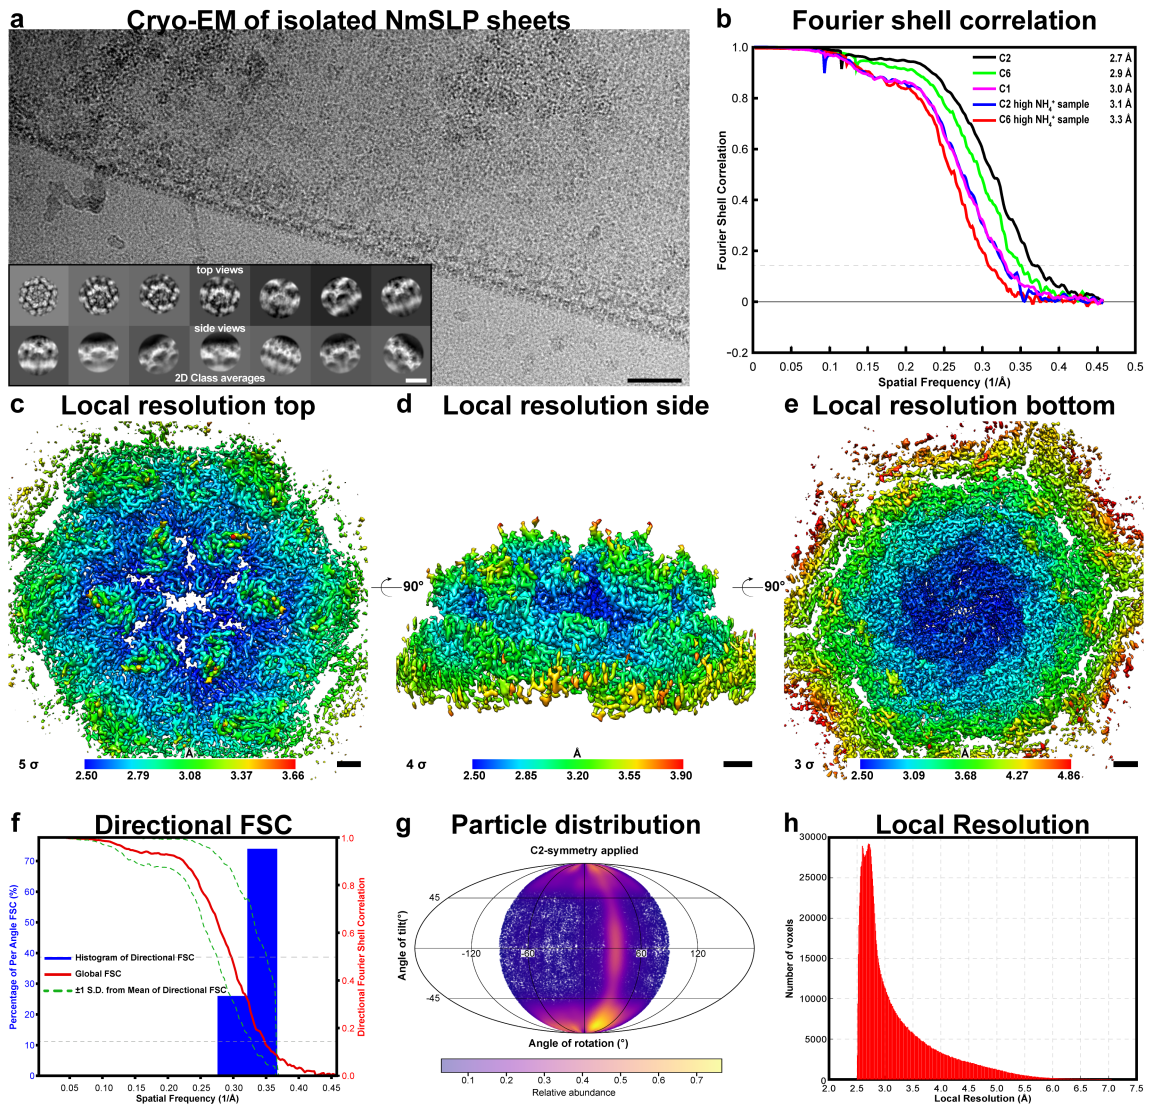 a Cryo-EM of isolated NmSLP sheets
top views
side views
2D Class averages
b Fourier shell correlation
1.0
0.8
0.6
0.4
0.2
0
−0.2
Fourier Shell Correlation
C2 2.7 Å
C6 2.9 Å
C1 3.0 Å
C2 high NH₄⁺ sample 3.1 Å
C6 high NH₄⁺ sample 3.3 Å
0 0.05 0.1 0.15 0.2 0.25 0.3 0.35 0.4 0.45 0.5
Spatial Frequency (1/Å)
c Local resolution top
90°
5 σ
Å
2.50 2.79 3.08 3.37 3.66
d Local resolution side
90°
4 σ
Å
2.50 2.85 3.20 3.55 3.90
e Local resolution bottom
3 σ
Å
2.50 3.09 3.68 4.27 4.86
f Directional FSC
Percentage of Per Angle FSC (%)
70
60
50
40
30
20
10
0
Histogram of Directional FSC
Global FSC
±1 S.D. from Mean of Directional FSC
1.0
0.8
0.6
0.4
0.2
0.0
Directional Fourier Shell Correlation
0.05 0.10 0.15 0.20 0.25 0.30 0.35 0.40 0.45
Spatial Frequency (1/Å)
g Particle distribution
C2-symmetry applied
Angle of tilt(°)
45
-120 -60 60 120
-45
Angle of rotation (°)
0.1 0.2 0.3 0.4 0.5 0.6 0.7
Relative abundance
h Local Resolution
Number of voxels
30000
25000
20000
15000
10000
5000
0
2.0 2.5 3.0 3.5 4.0 4.5 5.0 5.5 6.0 6.5 7.0 7.5
Local Resolution (Å)